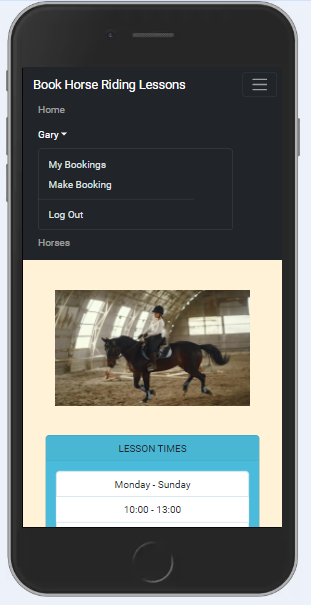 Book Horse Riding Lessons
Home
Gary
My Bookings
Make Booking
Log Out
Horses
LESSON TIMES
Monday - Sunday
10:00 - 13:00